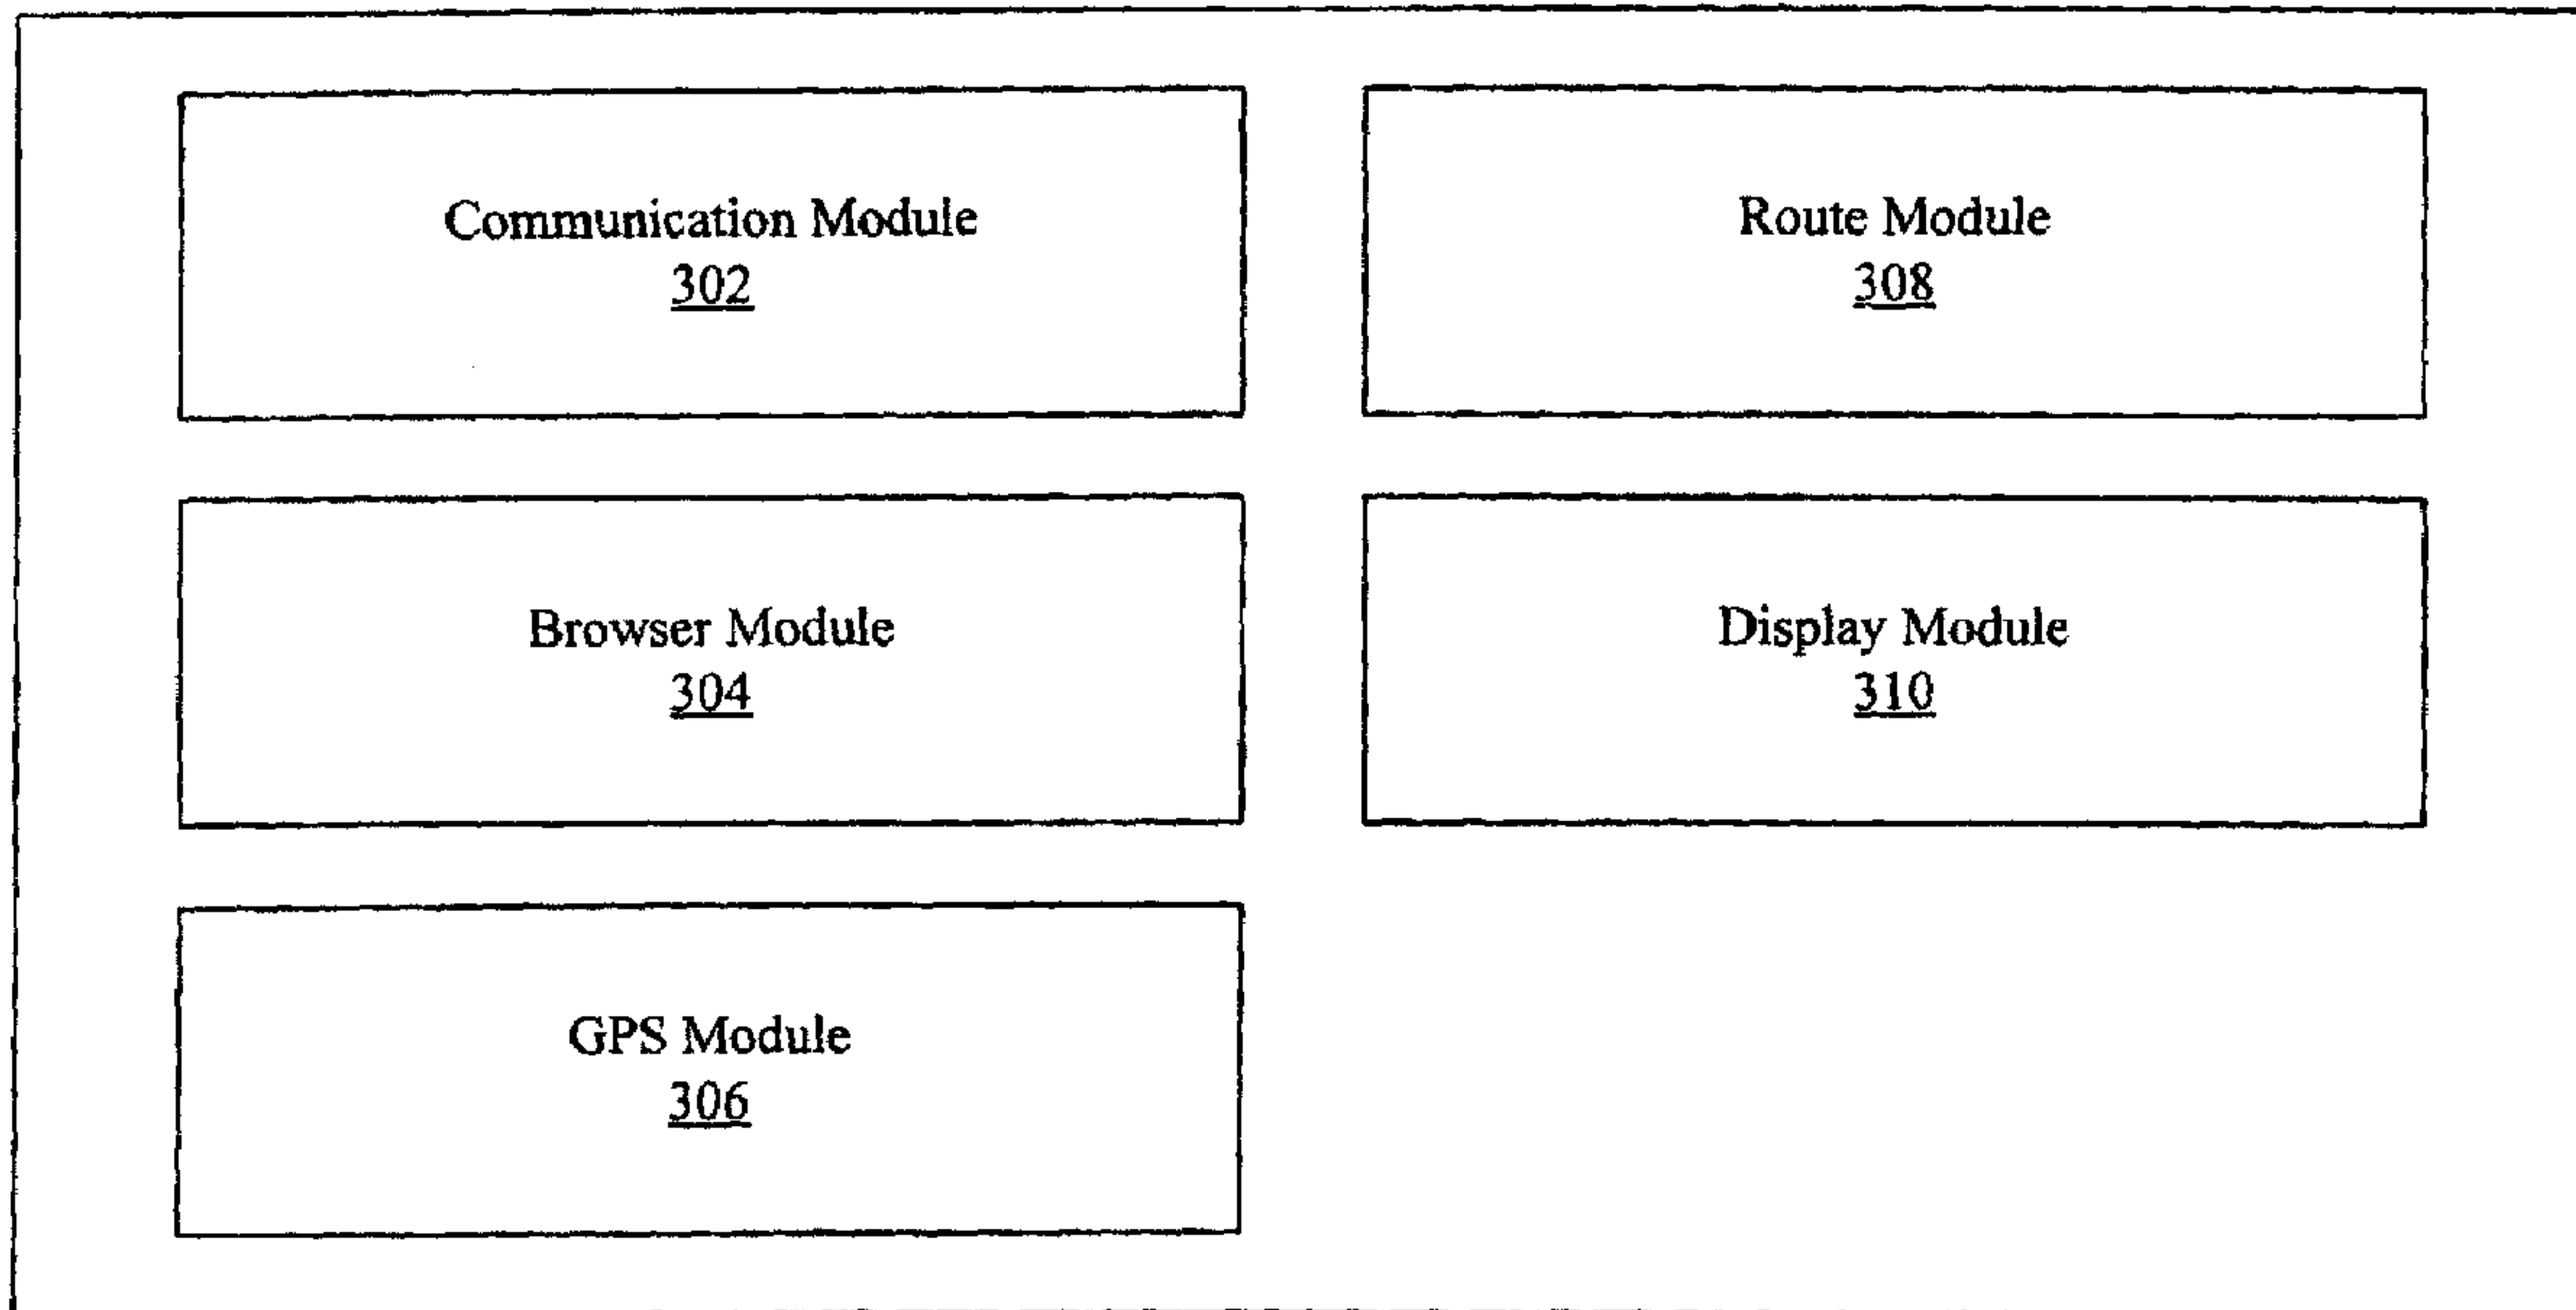 Communication Module
302
Route Module
308
Browser Module
304
Display Module
310
GPS Module
306